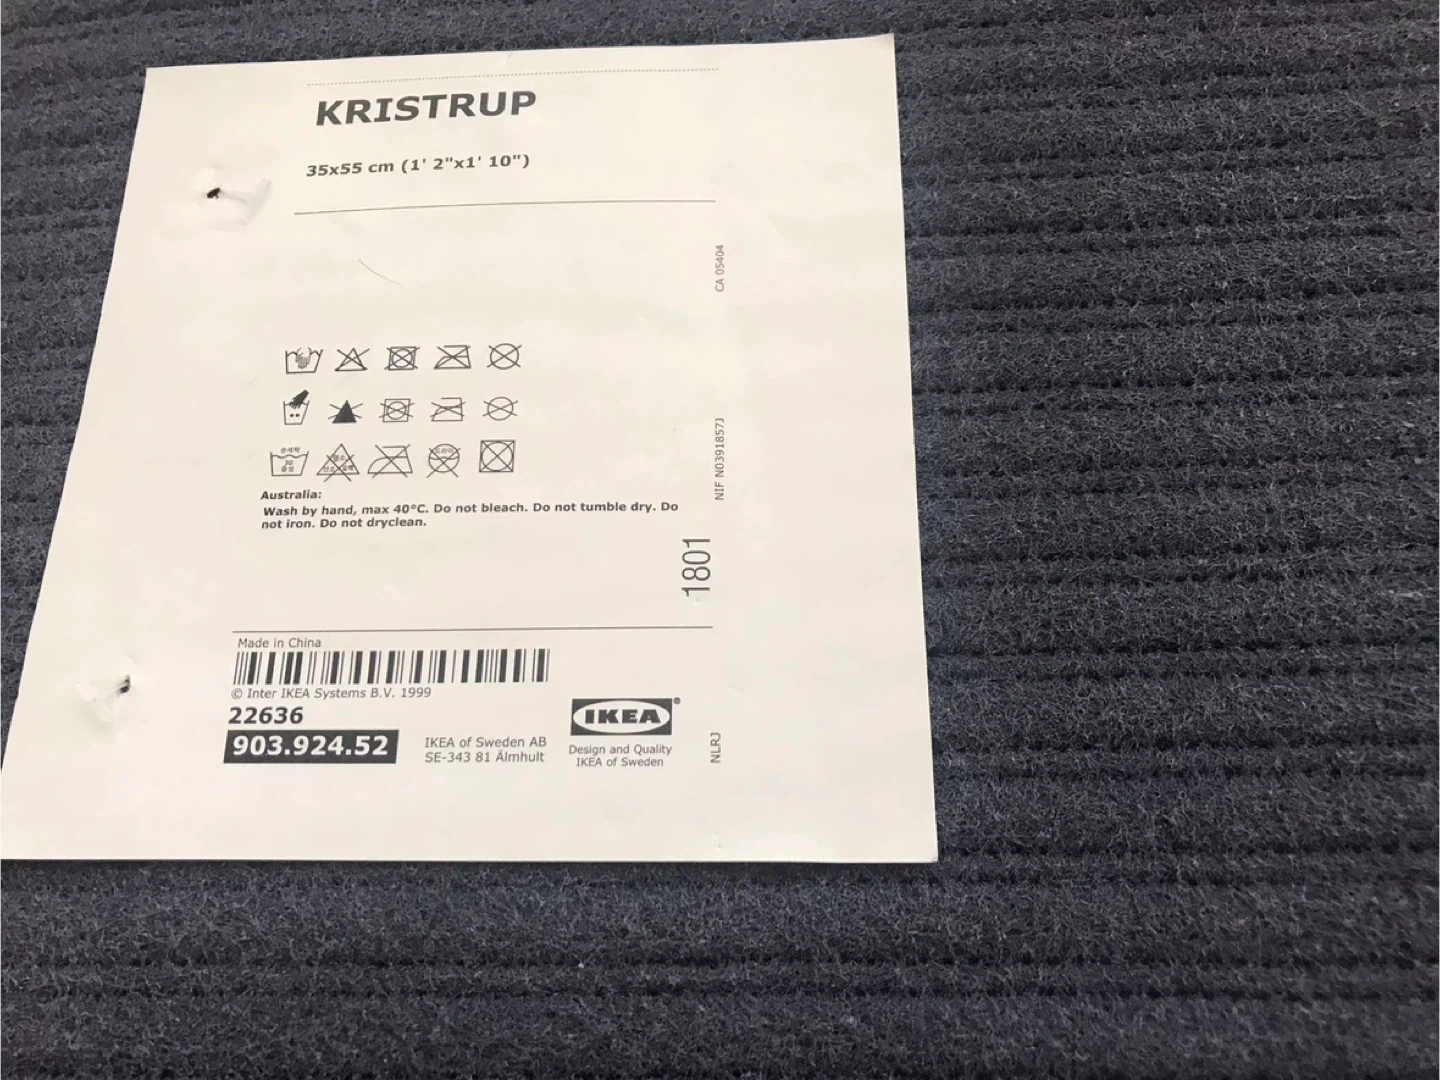 KRISTRUP
35x55 cm (1' 2"x1' 10")
CA 05404
NIF N0391857J
Australia:
Wash by hand, max 40°C. Do not bleach. Do not tumble dry. Do
not iron. Do not dryclean.
1801
Made in China
© Inter IKEA Systems B.V. 1999
22636
903.924.52
IKEA of Sweden AB
SE-343 81 Älmhult
IKEA®
Design and Quality
IKEA of Sweden
NLRJ